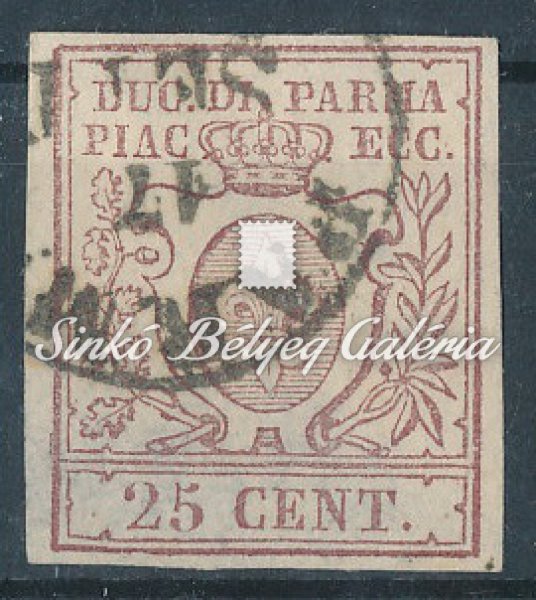 DUC. DI PARMA
PIAC. ECC.
Sinkó Bélyeg Galéria
25 CENT.